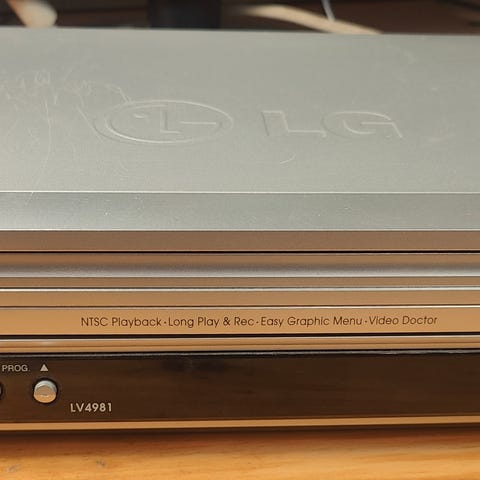 LG
NTSC Playback·Long Play & Rec·Easy Graphic Menu·Video Doctor
PROG. ▲
LV4981